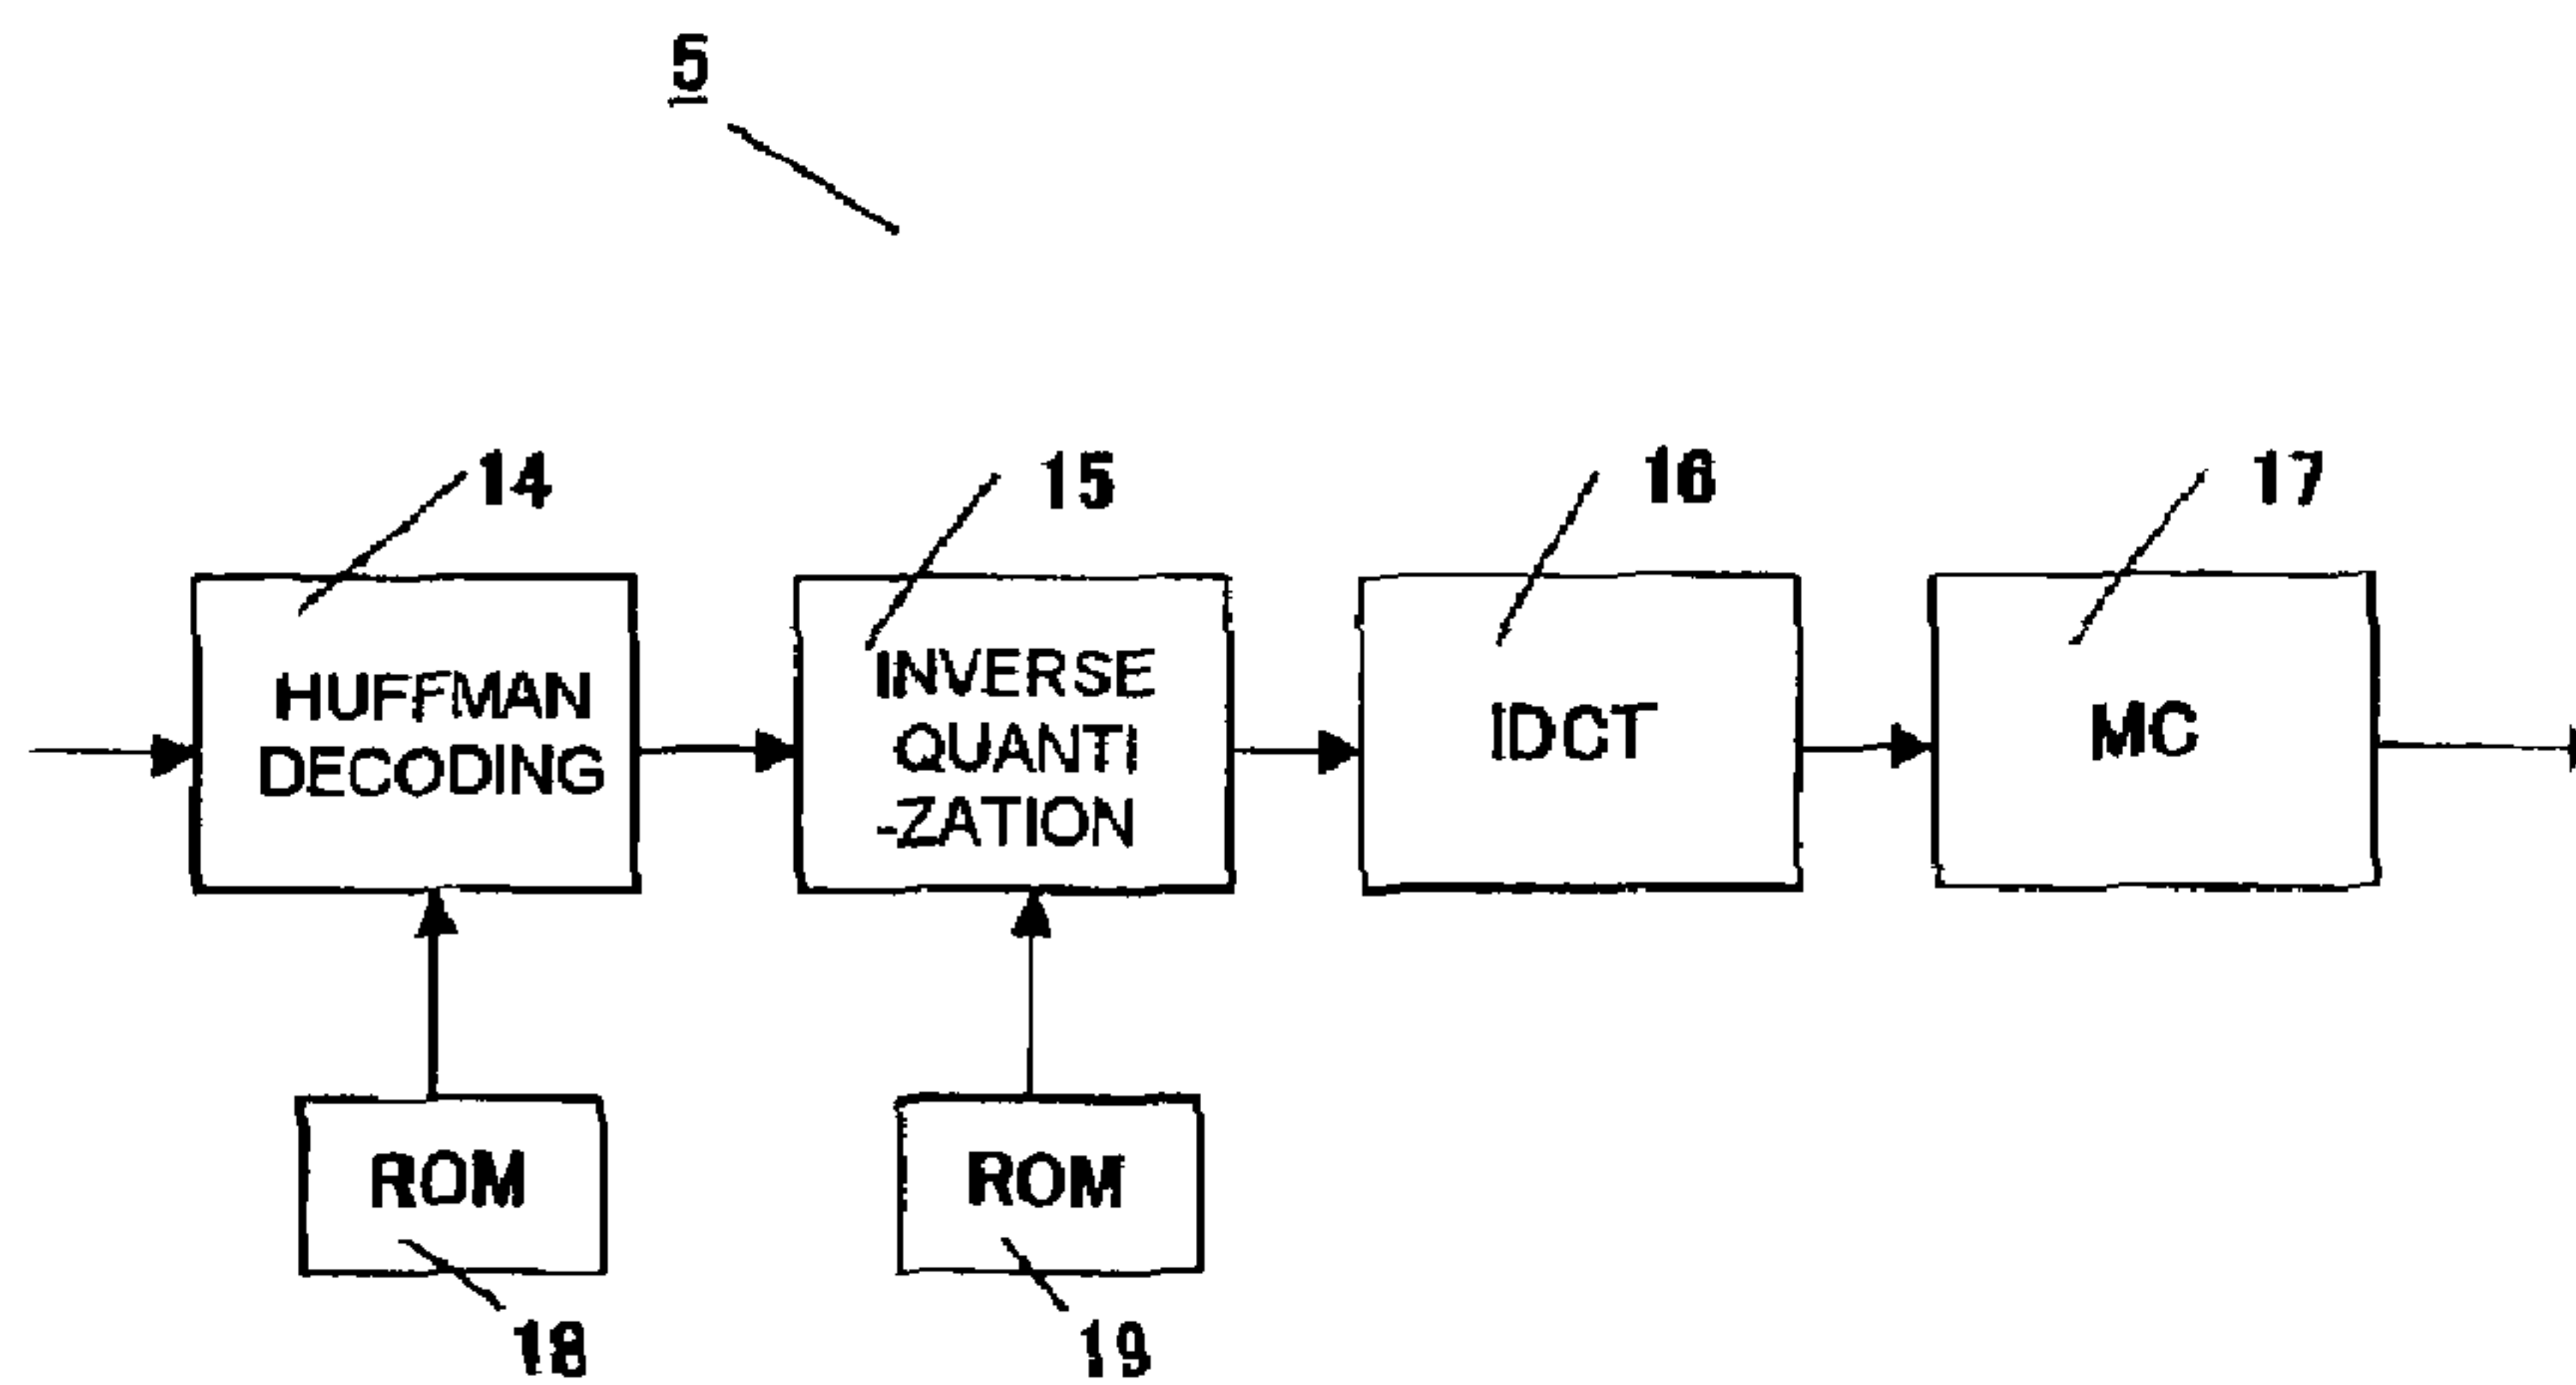 5
14
15
16
17
HUFFMAN
DECODING
INVERSE
QUANTI
-ZATION
IDCT
MC
ROM
ROM
18
19